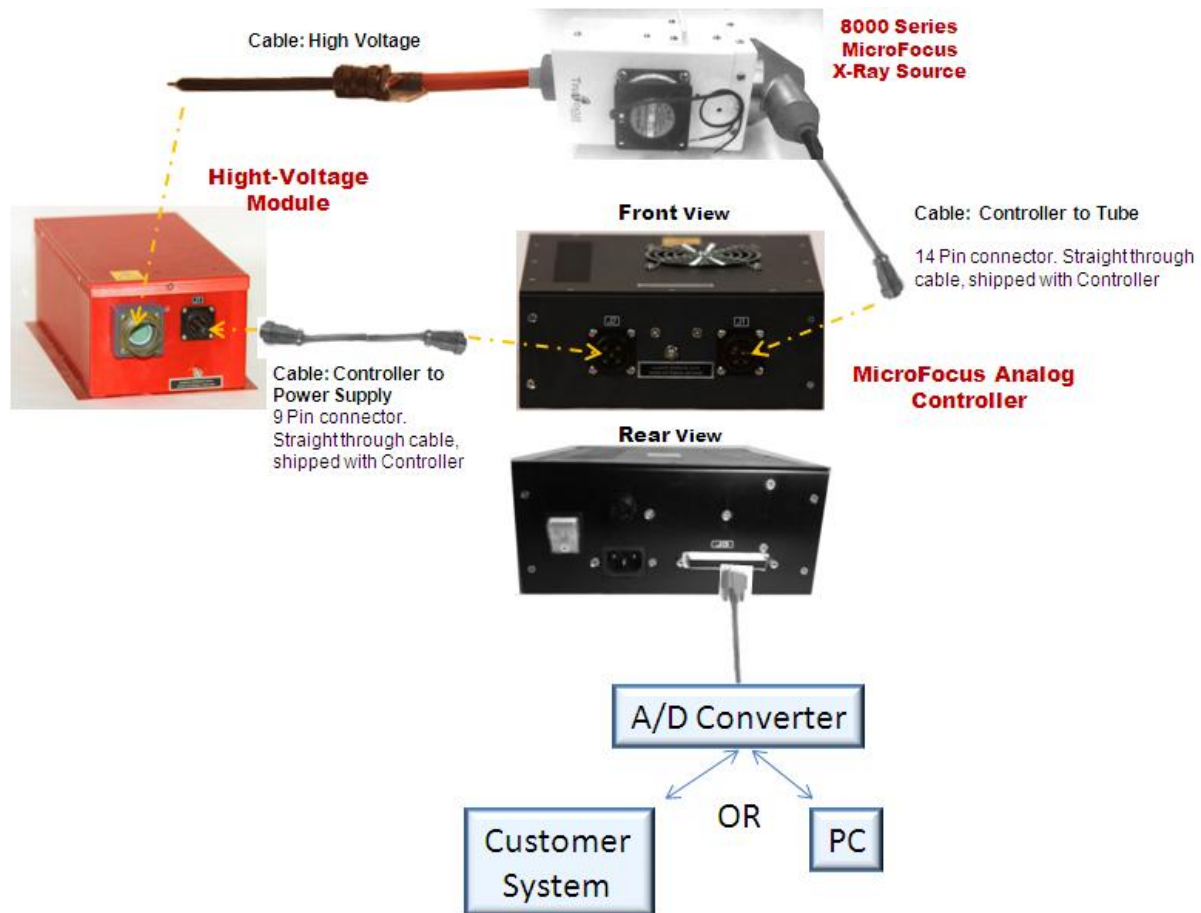 Cable: High Voltage
8000 Series
MicroFocus
X-Ray Source
Hight-Voltage
Module
Front View
Cable: Controller to Tube
14 Pin connector. Straight through
cable, shipped with Controller
J2
J1
Cable: Controller to
Power Supply
9 Pin connector.
Straight through cable,
shipped with Controller
MicroFocus Analog
Controller
Rear View
A/D Converter
OR
Customer
System
PC